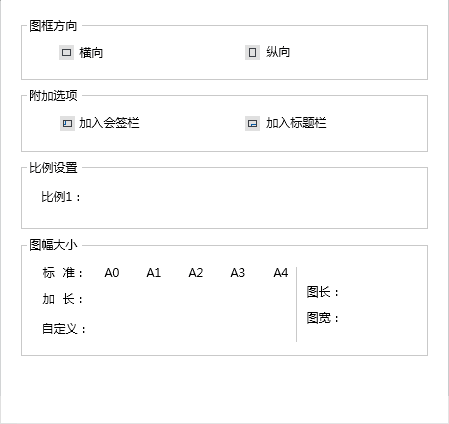 图框方向
横向 纵向
附加选项
加入会签栏 加入标题栏
比例设置
比例1：
图幅大小
标 准： A0 A1 A2 A3 A4
图长：
加 长：
图宽：
自定义：